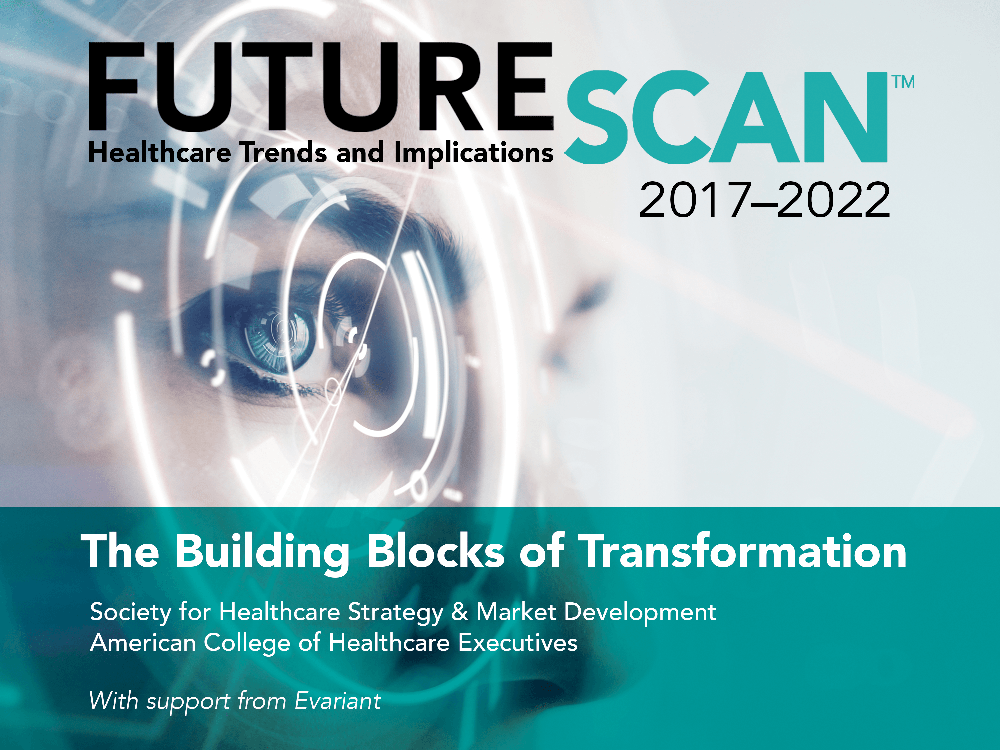 FUTURESCAN™
Healthcare Trends and Implications
2017–2022
The Building Blocks of Transformation
Society for Healthcare Strategy & Market Development
American College of Healthcare Executives
With support from Evariant